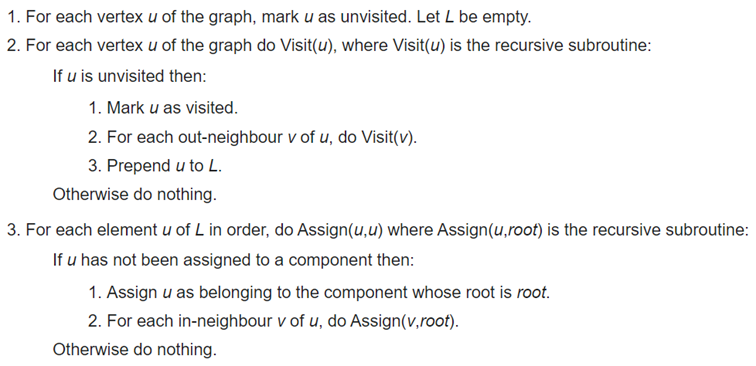 1. For each vertex u of the graph, mark u as unvisited. Let L be empty.
2. For each vertex u of the graph do Visit(u), where Visit(u) is the recursive subroutine:
If u is unvisited then:
1. Mark u as visited.
2. For each out-neighbour v of u, do Visit(v).
3. Prepend u to L.
Otherwise do nothing.
3. For each element u of L in order, do Assign(u,u) where Assign(u,root) is the recursive subroutine:
If u has not been assigned to a component then:
1. Assign u as belonging to the component whose root is root.
2. For each in-neighbour v of u, do Assign(v,root).
Otherwise do nothing.